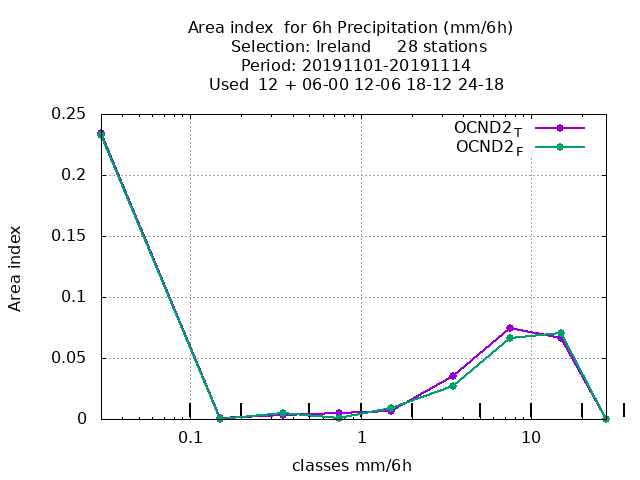 Area index  for 6h Precipitation (mm/6h)
Selection: Ireland     28 stations
Period: 20191101-20191114
Used  12 + 06-00 12-06 18-12 24-18
OCND2T
OCND2F
0.25
0.2
0.15
0.1
0.05
0
Area index
0.1 1 10
classes mm/6h